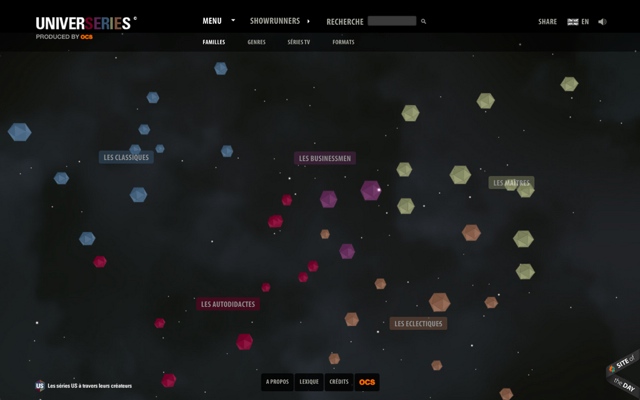 UNIVERSERIES ©
PRODUCED BY OCS
MENU
SHOWRUNNERS
RECHERCHE
SHARE
EN
FAMILLES
GENRES
SÉRIES TV
FORMATS
LES CLASSIQUES
LES BUSINESSMEN
LES MAÎTRES
LES AUTODIDACTES
LES ECLECTIQUES
US
Les séries US à travers leurs créateurs
A PROPOS
LEXIQUE
CRÉDITS
OCS
SITE of
the DAY